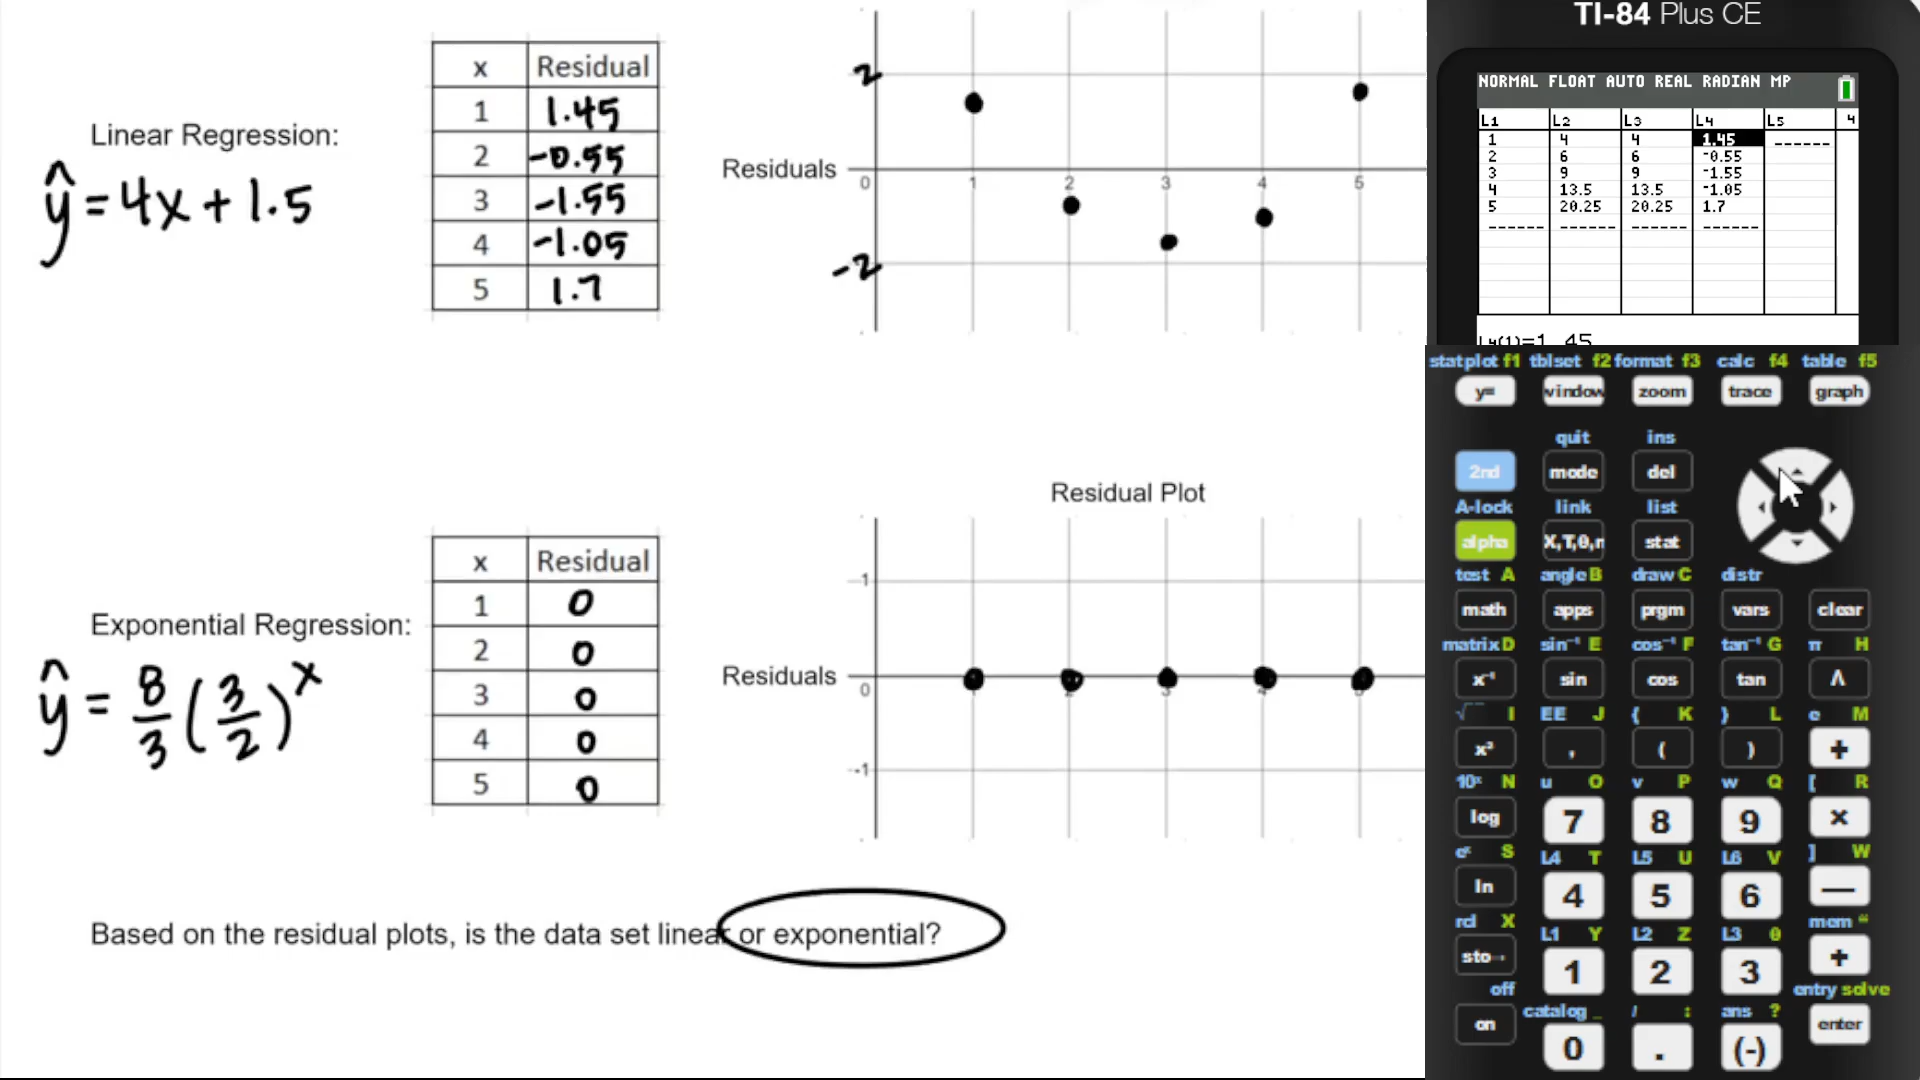 Linear Regression:
ŷ = 4x + 1.5
x Residual
1 1.45
2 -0.55
3 -1.55
4 -1.05
5 1.7
2
Residuals
0 1 2 3 4 5
-2
Exponential Regression:
ŷ = 8/3 (3/2)^x
x Residual
1 0
2 0
3 0
4 0
5 0
Residual Plot
1
Residuals
0
-1
Based on the residual plots, is the data set linear or exponential?
TI-84 Plus CE
NORMAL FLOAT AUTO REAL RADIAN MP
L1 L2 L3 L4 L5 4
1 4 4 1.45 ------
2 6 6 -0.55
3 9 9 -1.55
4 13.5 13.5 -1.05
5 20.25 20.25 1.7
------ ------ ------ ------
L4(1)=1.45
statplot f1 tblset f2 format f3 calc f4 table f5
y= window zoom trace graph
quit ins
2nd mode del
A-lock link list
alpha X,T,θ,n stat
test A angle B draw C distr
math apps prgm vars clear
matrix D sin⁻¹ E cos⁻¹ F tan⁻¹ G π H
x⁻¹ sin cos tan ^
√ I EE J { K } L e M
x² , ( ) ÷
10ˣ N u O v P w Q [ R
log 7 8 9 ×
eˣ S L4 T L5 U L6 V ] W
ln 4 5 6 —
rcl X L1 Y L2 Z L3 θ mem "
sto→ 1 2 3 +
off catalog _ / : ans ? entry solve
on 0 . (-) enter